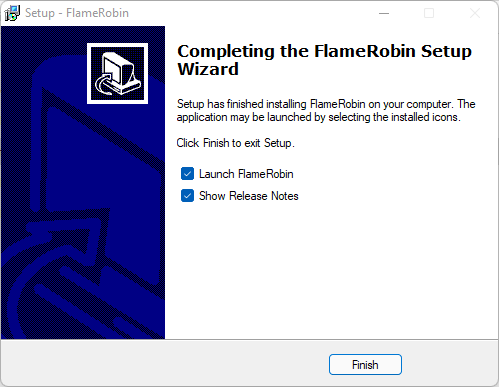 Setup - FlameRobin
Completing the FlameRobin Setup
Wizard
Setup has finished installing FlameRobin on your computer. The
application may be launched by selecting the installed icons.
Click Finish to exit Setup.
Launch FlameRobin
Show Release Notes
Finish